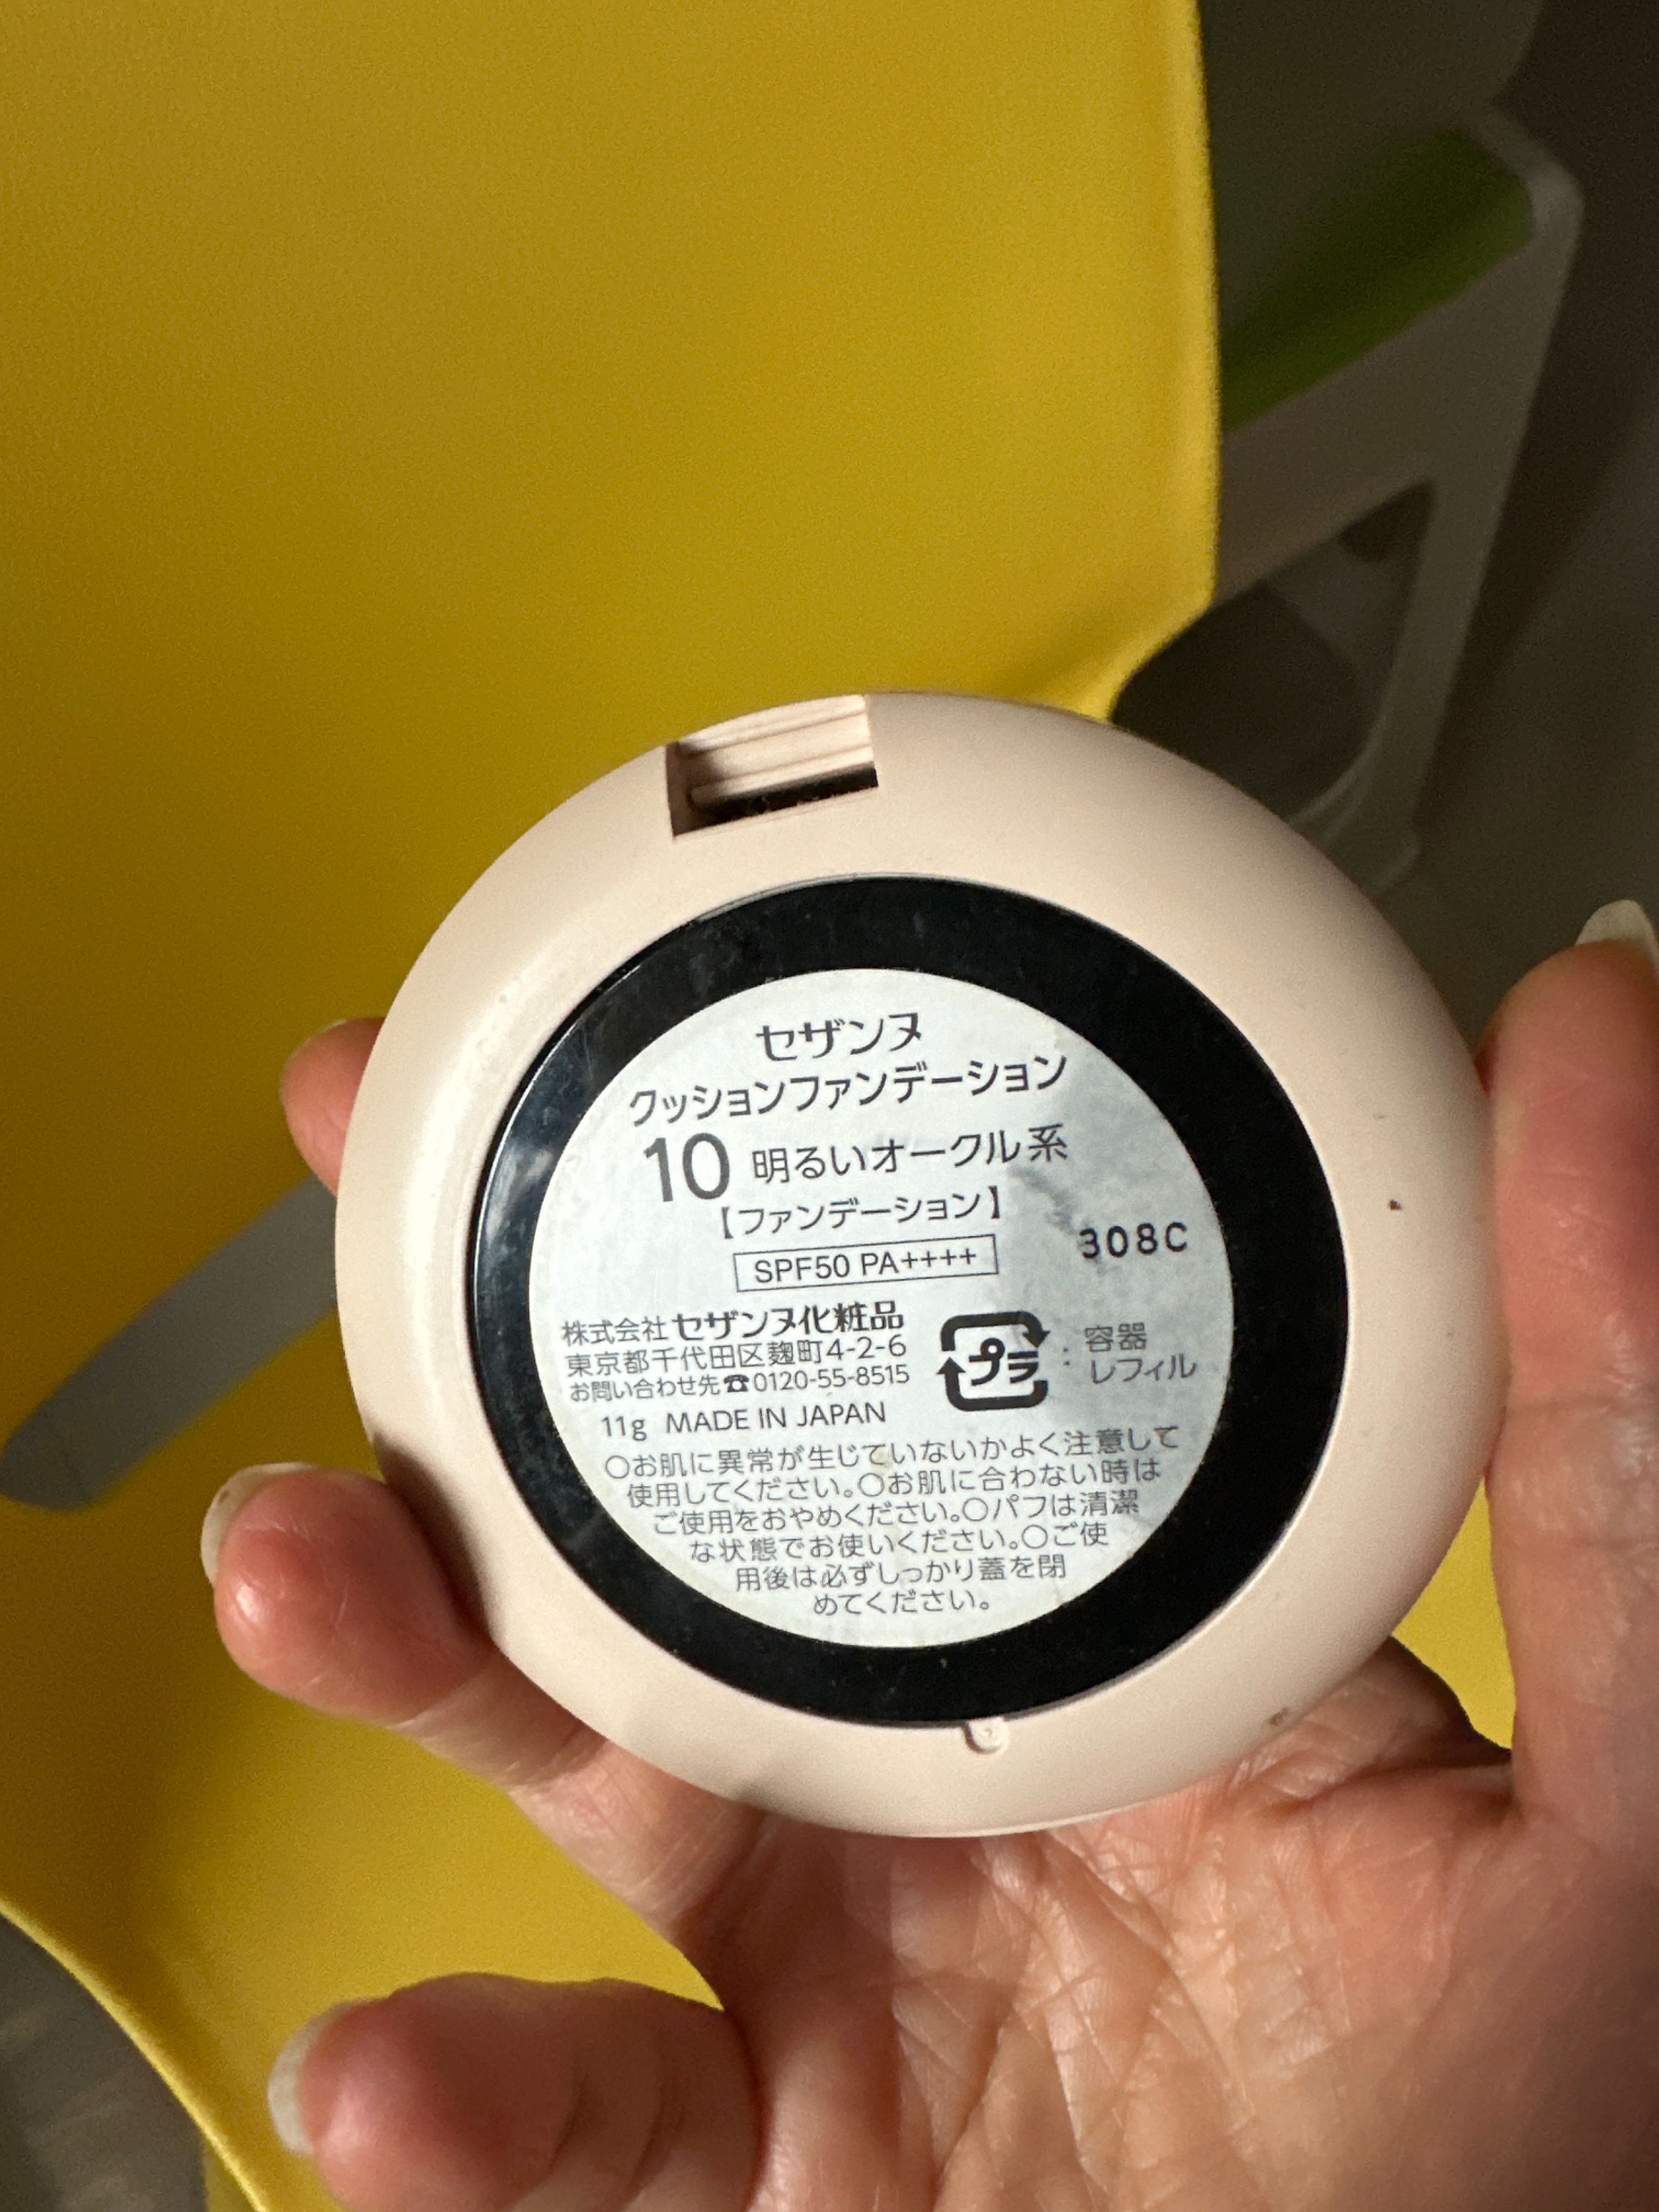 セザンヌ
クッションファンデーション
10 明るいオークル系
【ファンデーション】
SPF50 PA++++
308C
株式会社セザンヌ化粧品
東京都千代田区麹町4-2-6
お問い合わせ先☎0120-55-8515
11g MADE IN JAPAN
プラ : 容器
レフィル
○お肌に異常が生じていないかよく注意して
使用してください。○お肌に合わない時は
ご使用をおやめください。○パフは清潔
な状態でお使いください。○ご使
用後は必ずしっかり蓋を閉
めてください。